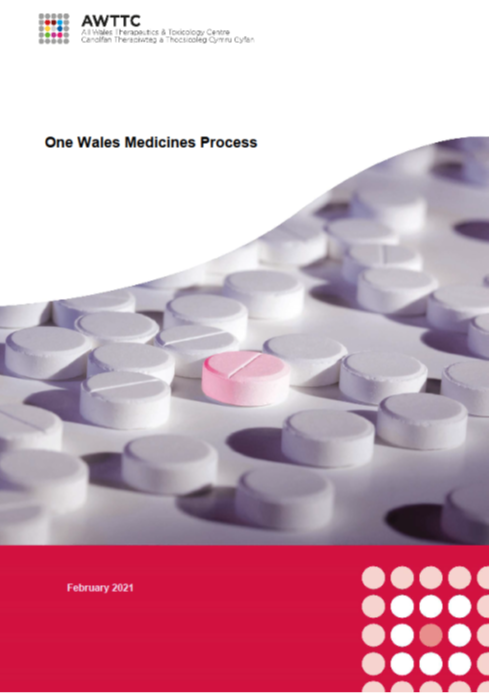 AWTTC
All Wales Therapeutics & Toxicology Centre
Canolfan Therapiwteg a Thocsicoleg Cymru Gyfan
One Wales Medicines Process
February 2021